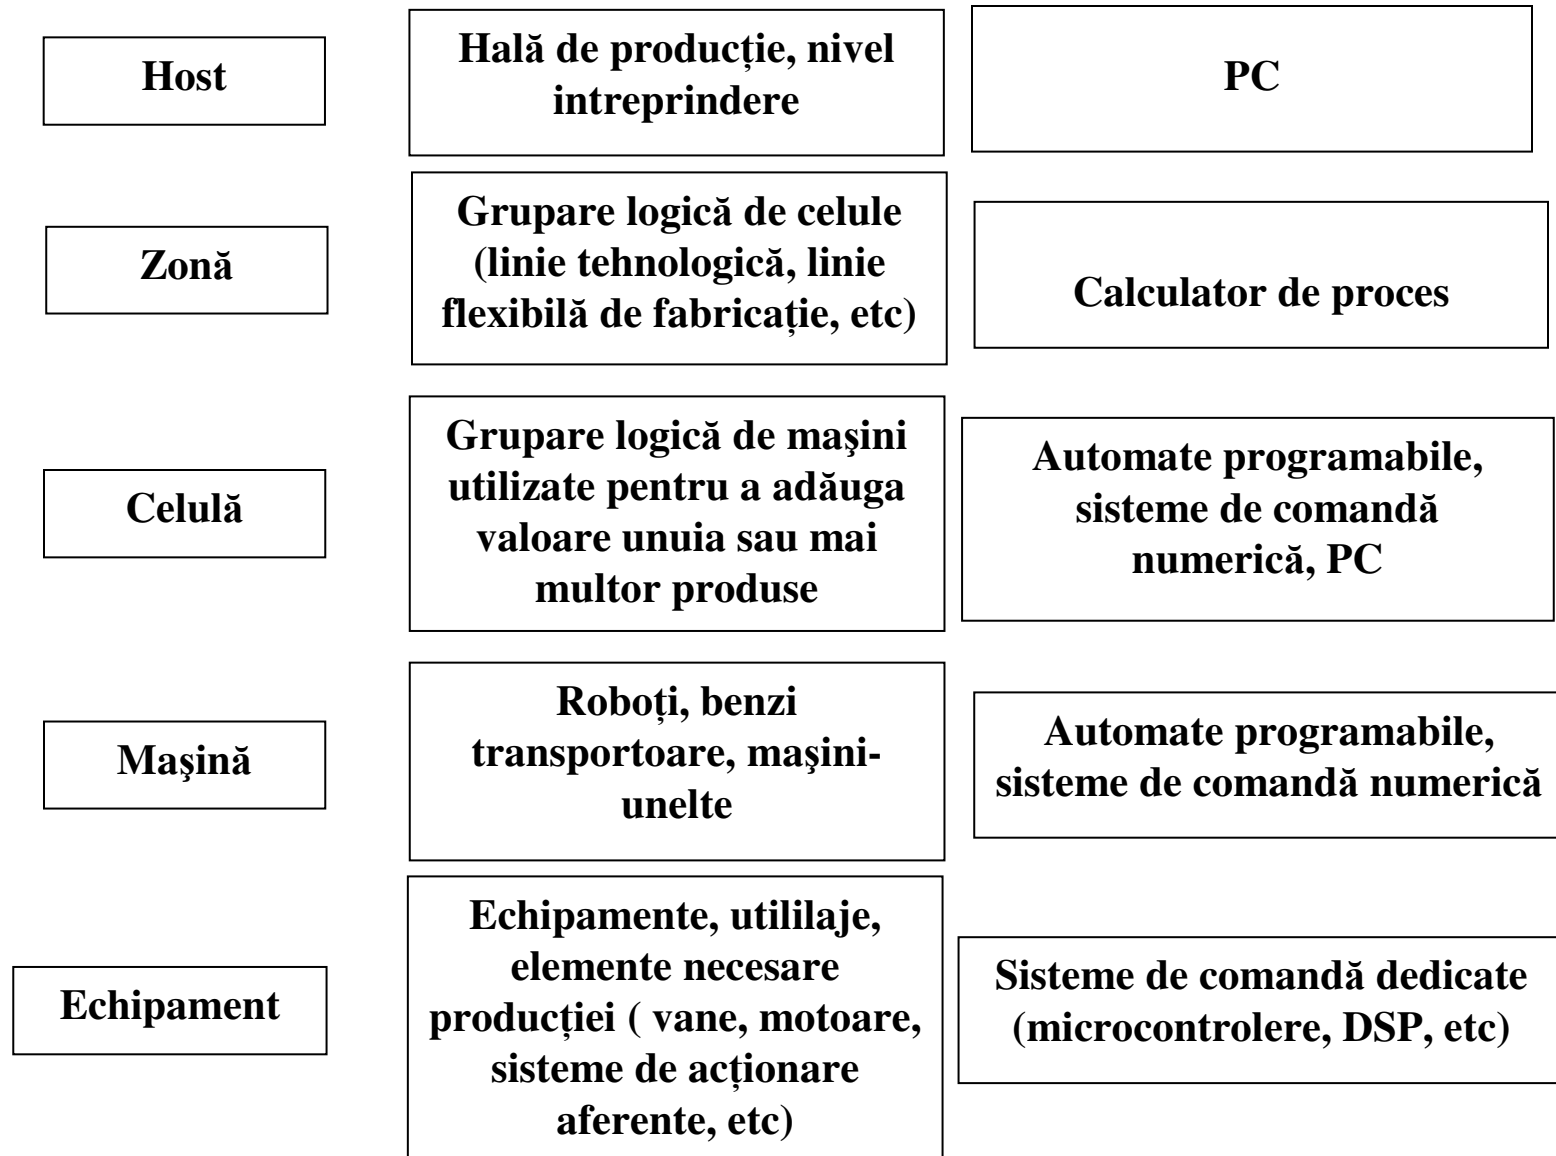 Host
Hală de producție, nivel
intreprindere
PC
Zonă
Grupare logică de celule
(linie tehnologică, linie
flexibilă de fabricație, etc)
Calculator de proces
Celulă
Grupare logică de maşini
utilizate pentru a adăuga
valoare unuia sau mai
multor produse
Automate programabile,
sisteme de comandă
numerică, PC
Maşină
Roboți, benzi
transportoare, maşini-
unelte
Automate programabile,
sisteme de comandă numerică
Echipament
Echipamente, utililaje,
elemente necesare
producției ( vane, motoare,
sisteme de acționare
aferente, etc)
Sisteme de comandă dedicate
(microcontrolere, DSP, etc)